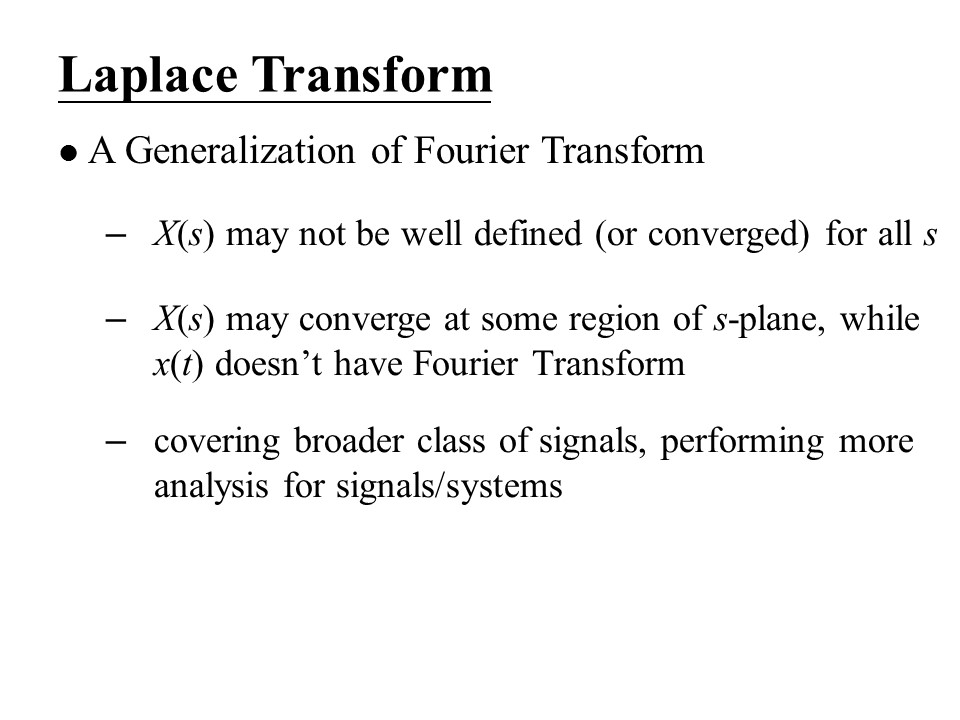 Laplace Transform
● A Generalization of Fourier Transform
– X(s) may not be well defined (or converged) for all s
– X(s) may converge at some region of s-plane, while
x(t) doesn’t have Fourier Transform
– covering broader class of signals, performing more
analysis for signals/systems